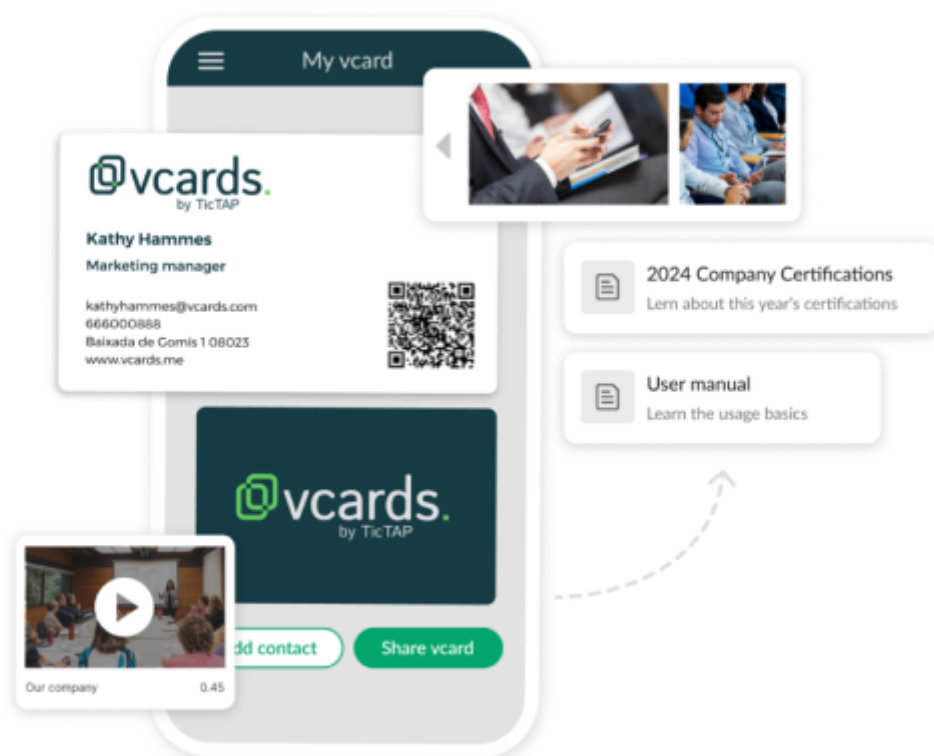 My vcard
vcards.
by TicTAP
Kathy Hammes
Marketing manager
kathyhammes@vcards.com
666000888
Baixada de Gomis 1 08023
www.vcards.me
2024 Company Certifications
Lern about this year's certifications
User manual
Learn the usage basics
vcards.
by TicTAP
Our company 0.45
dd contact
Share vcard